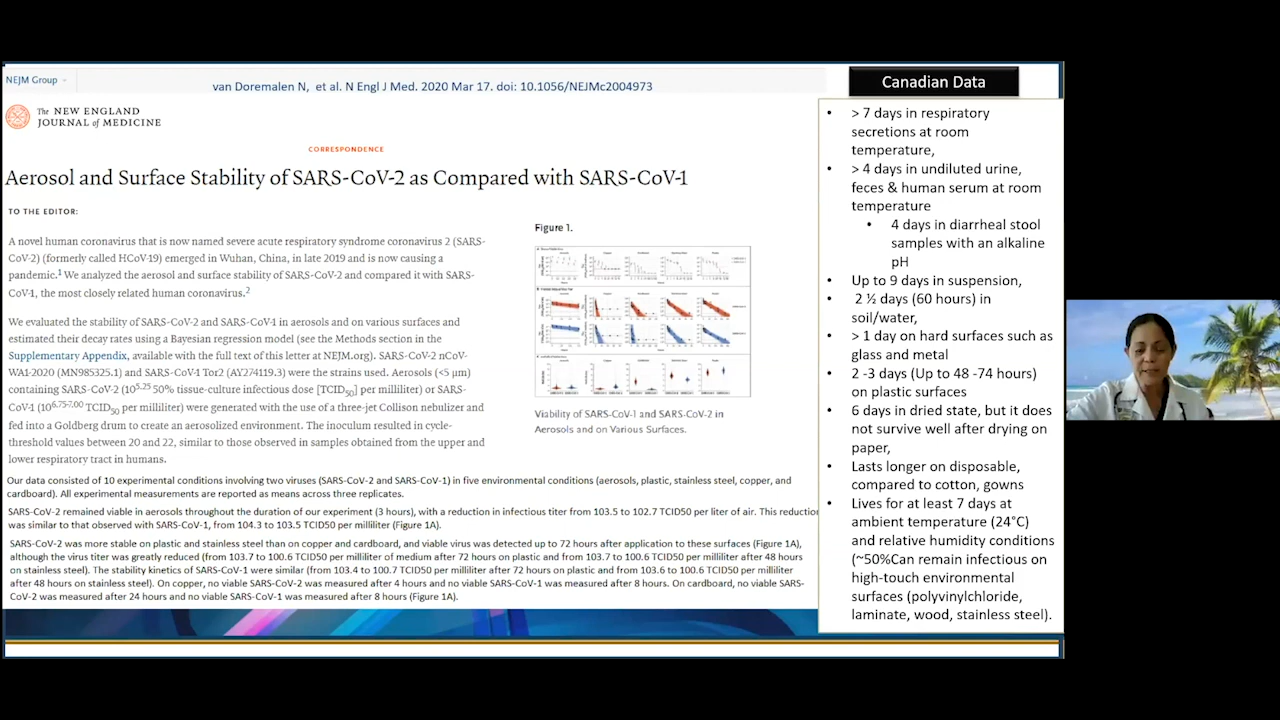 NEJM Group
van Doremalen N, et al. N Engl J Med. 2020 Mar 17. doi: 10.1056/NEJMc2004973
The NEW ENGLAND
JOURNAL of MEDICINE
CORRESPONDENCE
Aerosol and Surface Stability of SARS-CoV-2 as Compared with SARS-CoV-1
TO THE EDITOR:
A novel human coronavirus that is now named severe acute respiratory syndrome coronavirus 2 (SARS-
CoV-2) (formerly called HCoV-19) emerged in Wuhan, China, in late 2019 and is now causing a
pandemic.1 We analyzed the aerosol and surface stability of SARS-CoV-2 and compared it with SARS-
CoV-1, the most closely related human coronavirus.2
We evaluated the stability of SARS-CoV-2 and SARS-CoV-1 in aerosols and on various surfaces and
estimated their decay rates using a Bayesian regression model (see the Methods section in the
Supplementary Appendix, available with the full text of this letter at NEJM.org). SARS-CoV-2 nCoV-
WA1-2020 (MN985325.1) and SARS-CoV-1 Tor2 (AY274119.3) were the strains used. Aerosols (<5 μm)
containing SARS-CoV-2 (10^5.25 50% tissue-culture infectious dose [TCID50] per milliliter) or SARS-
CoV-1 (10^6.75-7.00 TCID50 per milliliter) were generated with the use of a three-jet Collison nebulizer and
fed into a Goldberg drum to create an aerosolized environment. The inoculum resulted in cycle-
threshold values between 20 and 22, similar to those observed in samples obtained from the upper and
lower respiratory tract in humans.
Figure 1.
Viability of SARS-CoV-1 and SARS-CoV-2 in
Aerosols and on Various Surfaces.
Our data consisted of 10 experimental conditions involving two viruses (SARS-CoV-2 and SARS-CoV-1) in five environmental conditions (aerosols, plastic, stainless steel, copper, and
cardboard). All experimental measurements are reported as means across three replicates.
SARS-CoV-2 remained viable in aerosols throughout the duration of our experiment (3 hours), with a reduction in infectious titer from 103.5 to 102.7 TCID50 per liter of air. This reduction
was similar to that observed with SARS-CoV-1, from 104.3 to 103.5 TCID50 per milliliter (Figure 1A).
SARS-CoV-2 was more stable on plastic and stainless steel than on copper and cardboard, and viable virus was detected up to 72 hours after application to these surfaces (Figure 1A),
although the virus titer was greatly reduced (from 103.7 to 100.6 TCID50 per milliliter of medium after 72 hours on plastic and from 103.7 to 100.6 TCID50 per milliliter after 48 hours
on stainless steel). The stability kinetics of SARS-CoV-1 were similar (from 103.4 to 100.7 TCID50 per milliliter after 72 hours on plastic and from 103.6 to 100.6 TCID50 per milliliter
after 48 hours on stainless steel). On copper, no viable SARS-CoV-2 was measured after 4 hours and no viable SARS-CoV-1 was measured after 8 hours. On cardboard, no viable SARS-
CoV-2 was measured after 24 hours and no viable SARS-CoV-1 was measured after 8 hours (Figure 1A).
Canadian Data
• > 7 days in respiratory
secretions at room
temperature,
• > 4 days in undiluted urine,
feces & human serum at room
temperature
• 4 days in diarrheal stool
samples with an alkaline
pH
• Up to 9 days in suspension,
• 2 ½ days (60 hours) in
soil/water,
• > 1 day on hard surfaces such as
glass and metal
• 2 -3 days (Up to 48 -74 hours)
on plastic surfaces
• 6 days in dried state, but it does
not survive well after drying on
paper,
• Lasts longer on disposable,
compared to cotton, gowns
• Lives for at least 7 days at
ambient temperature (24°C)
and relative humidity conditions
(~50%Can remain infectious on
high-touch environmental
surfaces (polyvinylchloride,
laminate, wood, stainless steel).